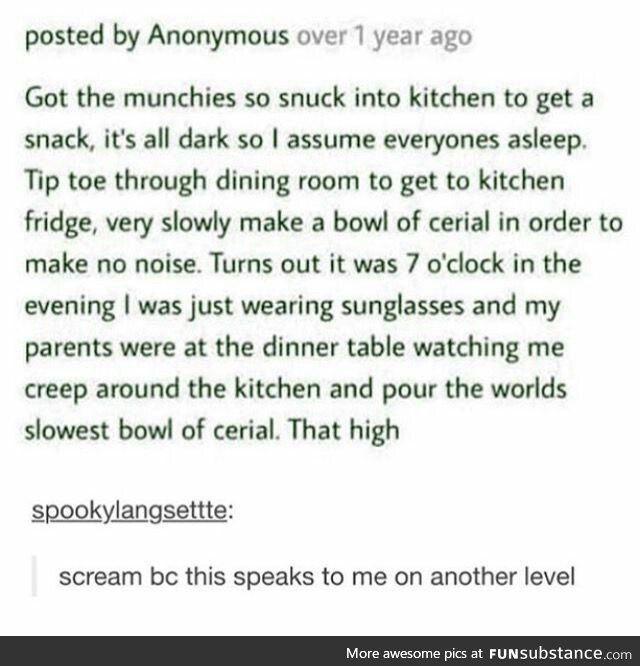 posted by Anonymous over 1 year ago
Got the munchies so snuck into kitchen to get a
snack, it's all dark so I assume everyones asleep.
Tip toe through dining room to get to kitchen
fridge, very slowly make a bowl of cerial in order to
make no noise. Turns out it was 7 o'clock in the
evening I was just wearing sunglasses and my
parents were at the dinner table watching me
creep around the kitchen and pour the worlds
slowest bowl of cerial. That high
spookylangsettte:
scream bc this speaks to me on another level
More awesome pics at FUNsubstance.com